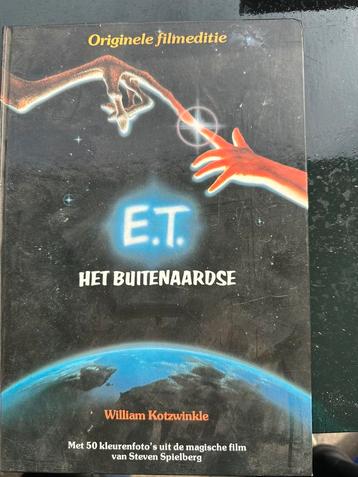 Originele filmeditie
E.T.
HET BUITENAARDSE
William Kotzwinkle
Met 50 kleurenfoto's uit de magische film
van Steven Spielberg